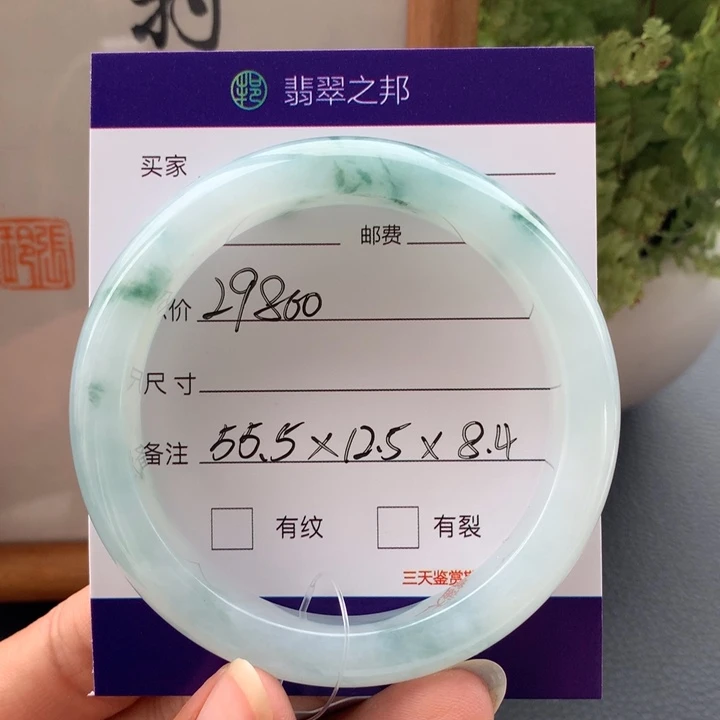 翡翠之邦
买家
邮费
价 29800
尺寸
备注 55.5×12.5×8.4
有纹 有裂
三天鉴赏